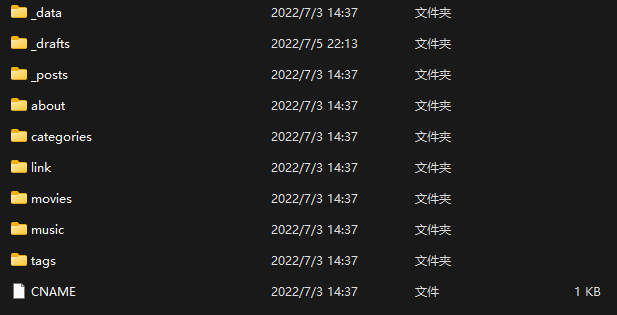 _data 2022/7/3 14:37 文件夹
_drafts 2022/7/5 22:13 文件夹
_posts 2022/7/3 14:37 文件夹
about 2022/7/3 14:37 文件夹
categories 2022/7/3 14:37 文件夹
link 2022/7/3 14:37 文件夹
movies 2022/7/3 14:37 文件夹
music 2022/7/3 14:37 文件夹
tags 2022/7/3 14:37 文件夹
CNAME 2022/7/3 14:37 文件 1 KB